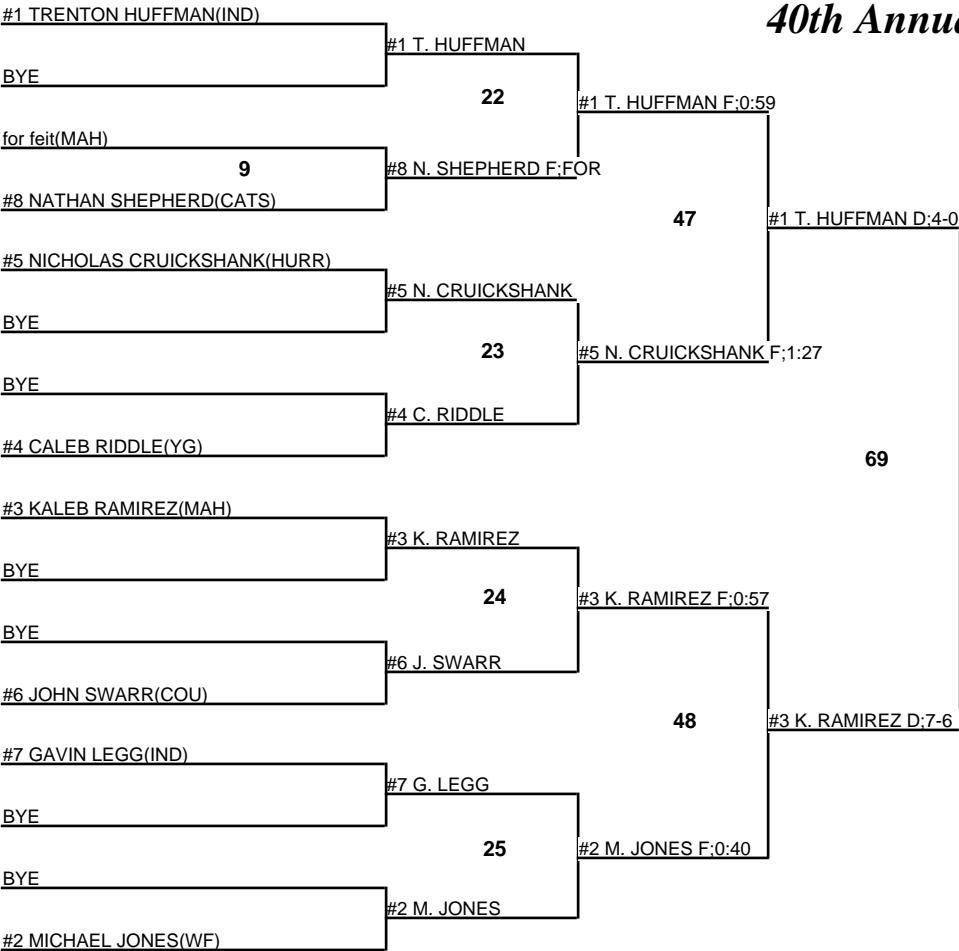 40th Annua
#1 TRENTON HUFFMAN(IND)
BYE
for feit(MAH)
9
#8 NATHAN SHEPHERD(CATS)
#5 NICHOLAS CRUICKSHANK(HURR)
BYE
BYE
#4 CALEB RIDDLE(YG)
#3 KALEB RAMIREZ(MAH)
BYE
BYE
#6 JOHN SWARR(COU)
#7 GAVIN LEGG(IND)
BYE
BYE
#2 MICHAEL JONES(WF)
#1 T. HUFFMAN
22
#8 N. SHEPHERD F;FOR
#5 N. CRUICKSHANK
23
#4 C. RIDDLE
#3 K. RAMIREZ
24
#6 J. SWARR
#7 G. LEGG
25
#2 M. JONES
#1 T. HUFFMAN F;0:59
47
#5 N. CRUICKSHANK F;1:27
#3 K. RAMIREZ F;0:57
48
#2 M. JONES F;0:40
#1 T. HUFFMAN D;4-0
69
#3 K. RAMIREZ D;7-6